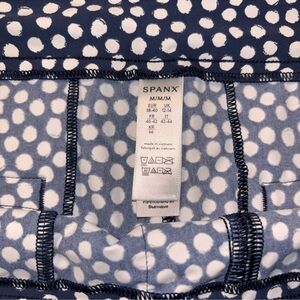 SPANX
M/M/M
EUR UK
38-40 12-14
FR IT
40-42 42-44
KR
66
made in vietnam
fabriqué au vietnam